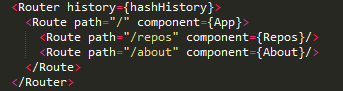 <Router history={hashHistory}>
<Route path="/" component={App}>
<Route path="/repos" component={Repos}/>
<Route path="/about" component={About}/>
</Route>
</Router>